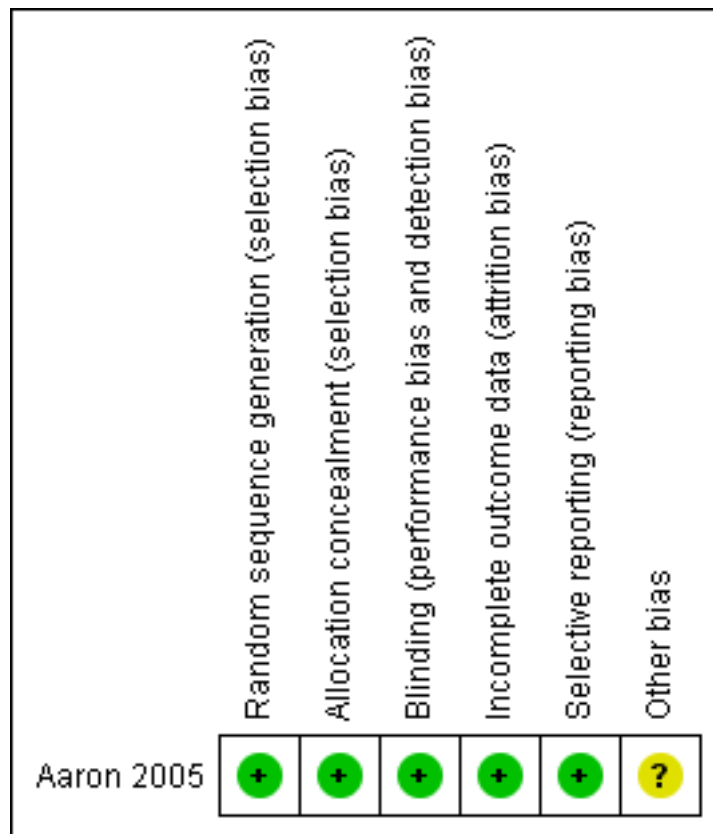 Random sequence generation (selection bias)
Allocation concealment (selection bias)
Blinding (performance bias and detection bias)
Incomplete outcome data (attrition bias)
Selective reporting (reporting bias)
Other bias
Aaron 2005 + + + + + ?